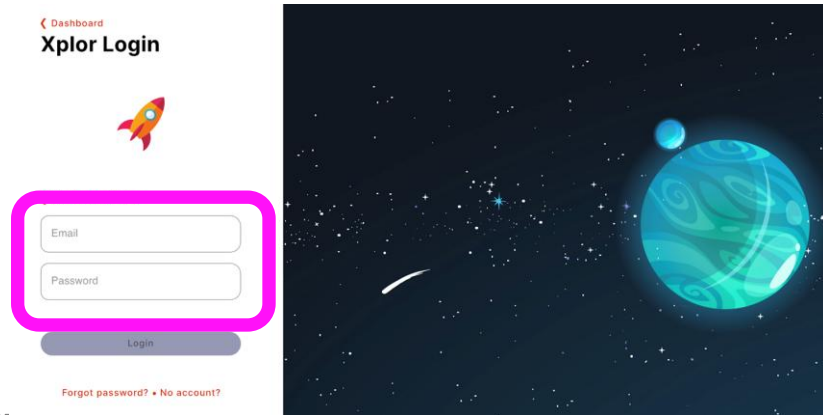 ❮ Dashboard
Xplor Login
Email
Password
Login
Forgot password? • No account?